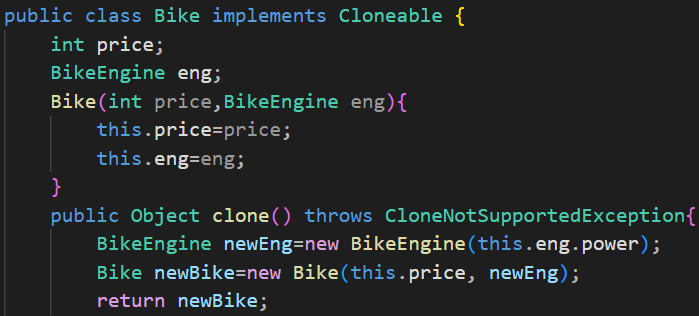 public class Bike implements Cloneable {
    int price;
    BikeEngine eng;
    Bike(int price,BikeEngine eng){
        this.price=price;
        this.eng=eng;
    }
    public Object clone() throws CloneNotSupportedException{
        BikeEngine newEng=new BikeEngine(this.eng.power);
        Bike newBike=new Bike(this.price, newEng);
        return newBike;